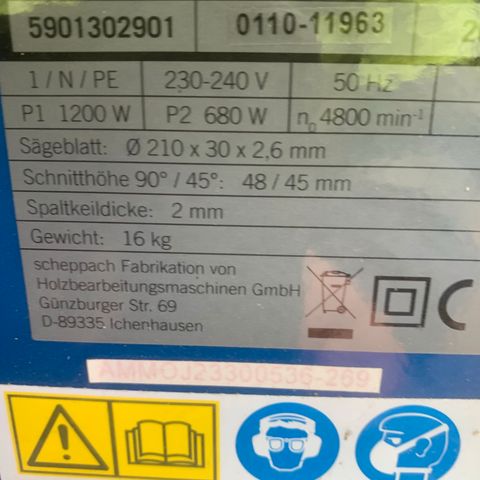 5901302901 0110-11963
1 / N / PE 230-240 V 50 Hz
P1 1200 W P2 680 W n₀ 4800 min⁻¹
Sägeblatt: Ø 210 x 30 x 2,6 mm
Schnitthöhe 90° / 45°: 48 / 45 mm
Spaltkeildicke: 2 mm
Gewicht: 16 kg
scheppach Fabrikation von
Holzbearbeitungsmaschinen GmbH
Günzburger Str. 69
D-89335 Ichenhausen
AMMOJ23300536-269